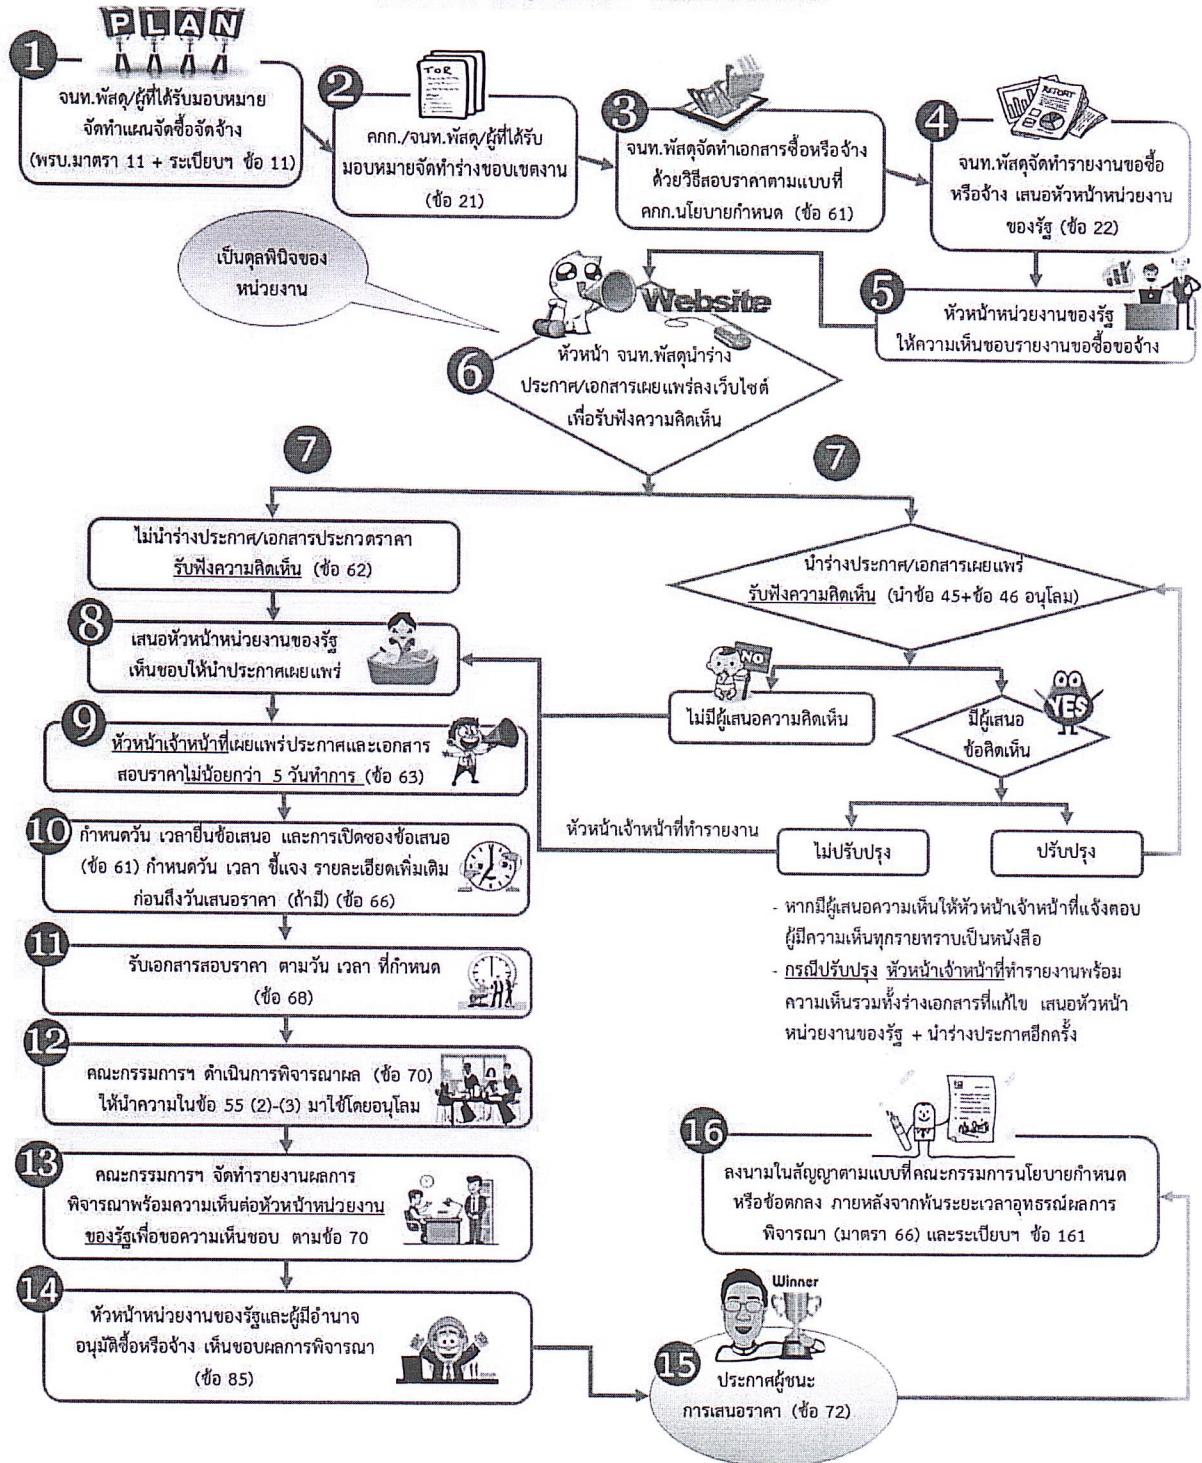 PLAN
1
จนท.พัสดุ/ผู้ที่ได้รับมอบหมาย
จัดทำแผนจัดซื้อจัดจ้าง
(พรบ.มาตรา 11 + ระเบียบฯ ข้อ 11)
2
TOR
คกก./จนท.พัสดุ/ผู้ที่ได้รับ
มอบหมายจัดทำร่างขอบเขตงาน
(ข้อ 21)
3
จนท.พัสดุจัดทำเอกสารซื้อหรือจ้าง
ด้วยวิธีสอบราคาตามแบบที่
คกก.นโยบายกำหนด (ข้อ 61)
4
REPORT
จนท.พัสดุจัดทำรายงานขอซื้อ
หรือจ้าง เสนอหัวหน้าหน่วยงาน
ของรัฐ (ข้อ 22)
5
หัวหน้าหน่วยงานของรัฐ
ให้ความเห็นชอบรายงานขอซื้อขอจ้าง
เป็นดุลพินิจของ
หน่วยงาน
Website
6
หัวหน้า จนท.พัสดุนำร่าง
ประกาศ/เอกสารเผยแพร่ลงเว็บไซต์
เพื่อรับฟังความคิดเห็น
7
7
ไม่นำร่างประกาศ/เอกสารประกวดราคา
รับฟังความคิดเห็น (ข้อ 62)
นำร่างประกาศ/เอกสารเผยแพร่
รับฟังความคิดเห็น (นำข้อ 45+ข้อ 46 อนุโลม)
8
เสนอหัวหน้าหน่วยงานของรัฐ
เห็นชอบให้นำประกาศเผยแพร่
NO
ไม่มีผู้เสนอความคิดเห็น
YES
มีผู้เสนอ
ข้อคิดเห็น
9
หัวหน้าเจ้าหน้าที่เผยแพร่ประกาศและเอกสาร
สอบราคาไม่น้อยกว่า 5 วันทำการ (ข้อ 63)
หัวหน้าเจ้าหน้าที่ทำรายงาน
ไม่ปรับปรุง
ปรับปรุง
10
กำหนดวัน เวลายื่นข้อเสนอ และการเปิดซองข้อเสนอ
(ข้อ 61) กำหนดวัน เวลา ชี้แจง รายละเอียดเพิ่มเติม
ก่อนถึงวันเสนอราคา (ถ้ามี) (ข้อ 66)
- หากมีผู้เสนอความเห็นให้หัวหน้าเจ้าหน้าที่แจ้งตอบ
ผู้มีความเห็นทุกรายทราบเป็นหนังสือ
- กรณีปรับปรุง หัวหน้าเจ้าหน้าที่ทำรายงานพร้อม
ความเห็นรวมทั้งร่างเอกสารที่แก้ไข เสนอหัวหน้า
หน่วยงานของรัฐ + นำร่างประกาศอีกครั้ง
11
รับเอกสารสอบราคา ตามวัน เวลา ที่กำหนด
(ข้อ 68)
12
คณะกรรมการฯ ดำเนินการพิจารณาผล (ข้อ 70)
ให้นำความในข้อ 55 (2)-(3) มาใช้โดยอนุโลม
13
คณะกรรมการฯ จัดทำรายงานผลการ
พิจารณาพร้อมความเห็นต่อหัวหน้าหน่วยงาน
ของรัฐเพื่อขอความเห็นชอบ ตามข้อ 70
14
หัวหน้าหน่วยงานของรัฐและผู้มีอำนาจ
อนุมัติซื้อหรือจ้าง เห็นชอบผลการพิจารณา
(ข้อ 85)
Winner
15
ประกาศผู้ชนะ
การเสนอราคา (ข้อ 72)
16
ลงนามในสัญญาตามแบบที่คณะกรรมการนโยบายกำหนด
หรือข้อตกลง ภายหลังจากพ้นระยะเวลาอุทธรณ์ผลการ
พิจารณา (มาตรา 66) และระเบียบฯ ข้อ 161